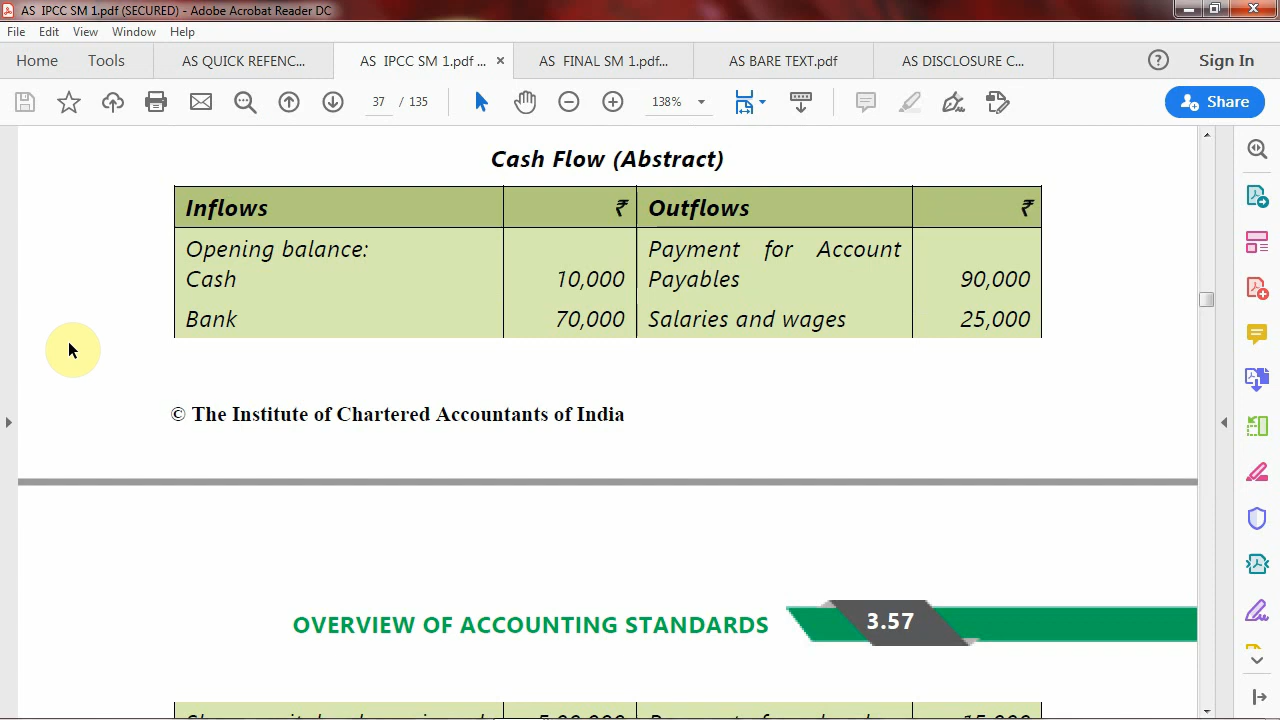 AS IPCC SM 1.pdf (SECURED) - Adobe Acrobat Reader DC
File Edit View Window Help
Home Tools AS QUICK REFENC... AS IPCC SM 1.pdf ... × AS FINAL SM 1.pdf... AS BARE TEXT.pdf AS DISCLOSURE C... Sign In
37 / 135 138% Share
Cash Flow (Abstract)
Inflows ₹ Outflows ₹
Opening balance: Payment for Account
Cash 10,000 Payables 90,000
Bank 70,000 Salaries and wages 25,000
© The Institute of Chartered Accountants of India
OVERVIEW OF ACCOUNTING STANDARDS 3.57